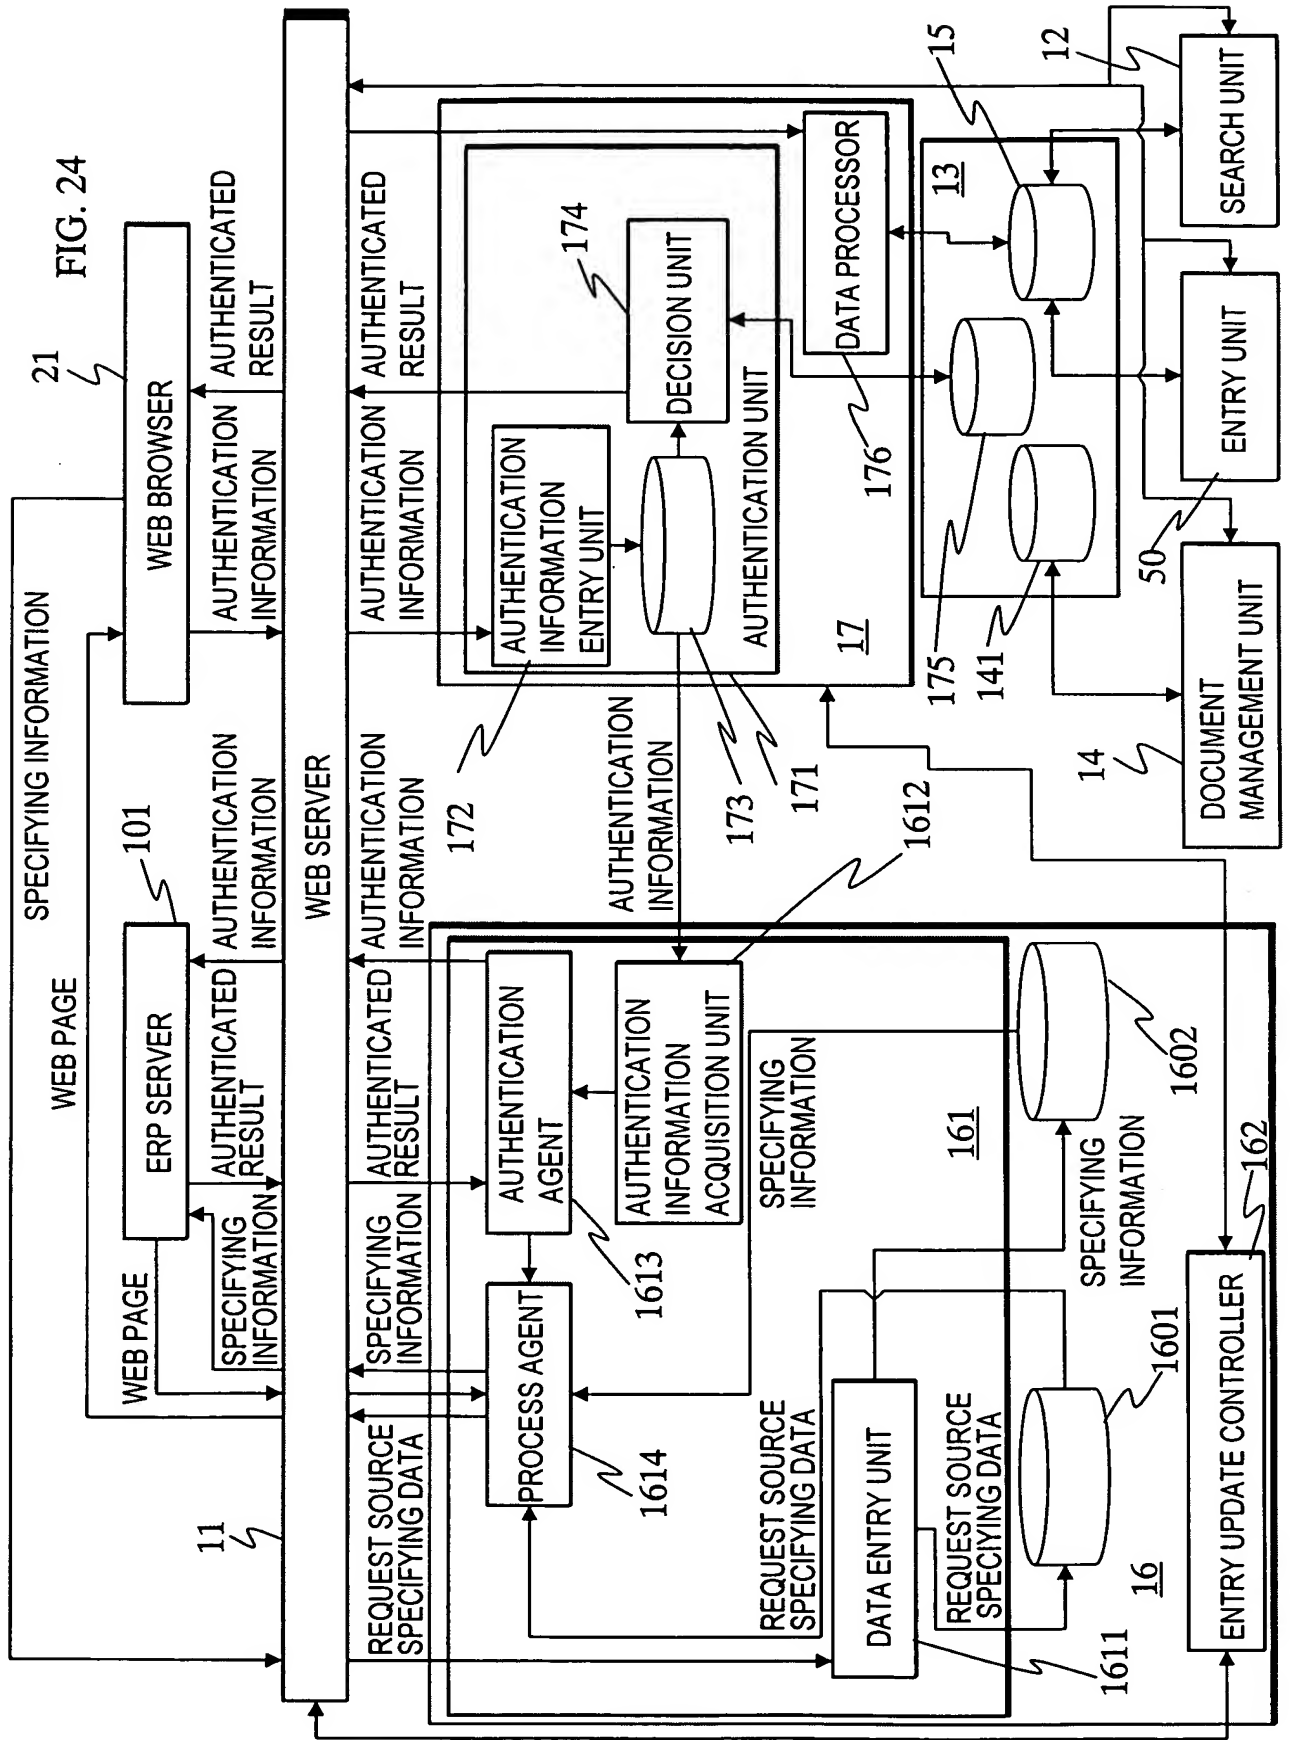 FIG. 24
SPECIFYING INFORMATION
WEB PAGE
21
WEB BROWSER
101
ERP SERVER
WEB PAGE
SPECIFYING
INFORMATION
AUTHENTICATED
RESULT
AUTHENTICATION
INFORMATION
AUTHENTICATION
INFORMATION
AUTHENTICATED
RESULT
11
WEB SERVER
REQUEST SOURCE
SPECIFYING DATA
SPECIFYING
INFORMATION
AUTHENTICATED
RESULT
AUTHENTICATION
INFORMATION
AUTHENTICATION
INFORMATION
AUTHENTICATED
RESULT
PROCESS AGENT
1614
AUTHENTICATION
AGENT
1613
AUTHENTICATION
INFORMATION
ACQUISITION UNIT
1612
AUTHENTICATION
INFORMATION
172
AUTHENTICATION
INFORMATION
ENTRY UNIT
173
171
DECISION UNIT
174
AUTHENTICATION UNIT
17
DATA PROCESSOR
176
REQUEST SOURCE
SPECIFYING DATA
SPECIFYING
INFORMATION
161
DATA ENTRY UNIT
1611
REQUEST SOURCE
SPECIYING DATA
1601
SPECIFYING
INFORMATION
1602
16
ENTRY UPDATE CONTROLLER
162
13
15
175
141
14
DOCUMENT
MANAGEMENT UNIT
50
ENTRY UNIT
12
SEARCH UNIT